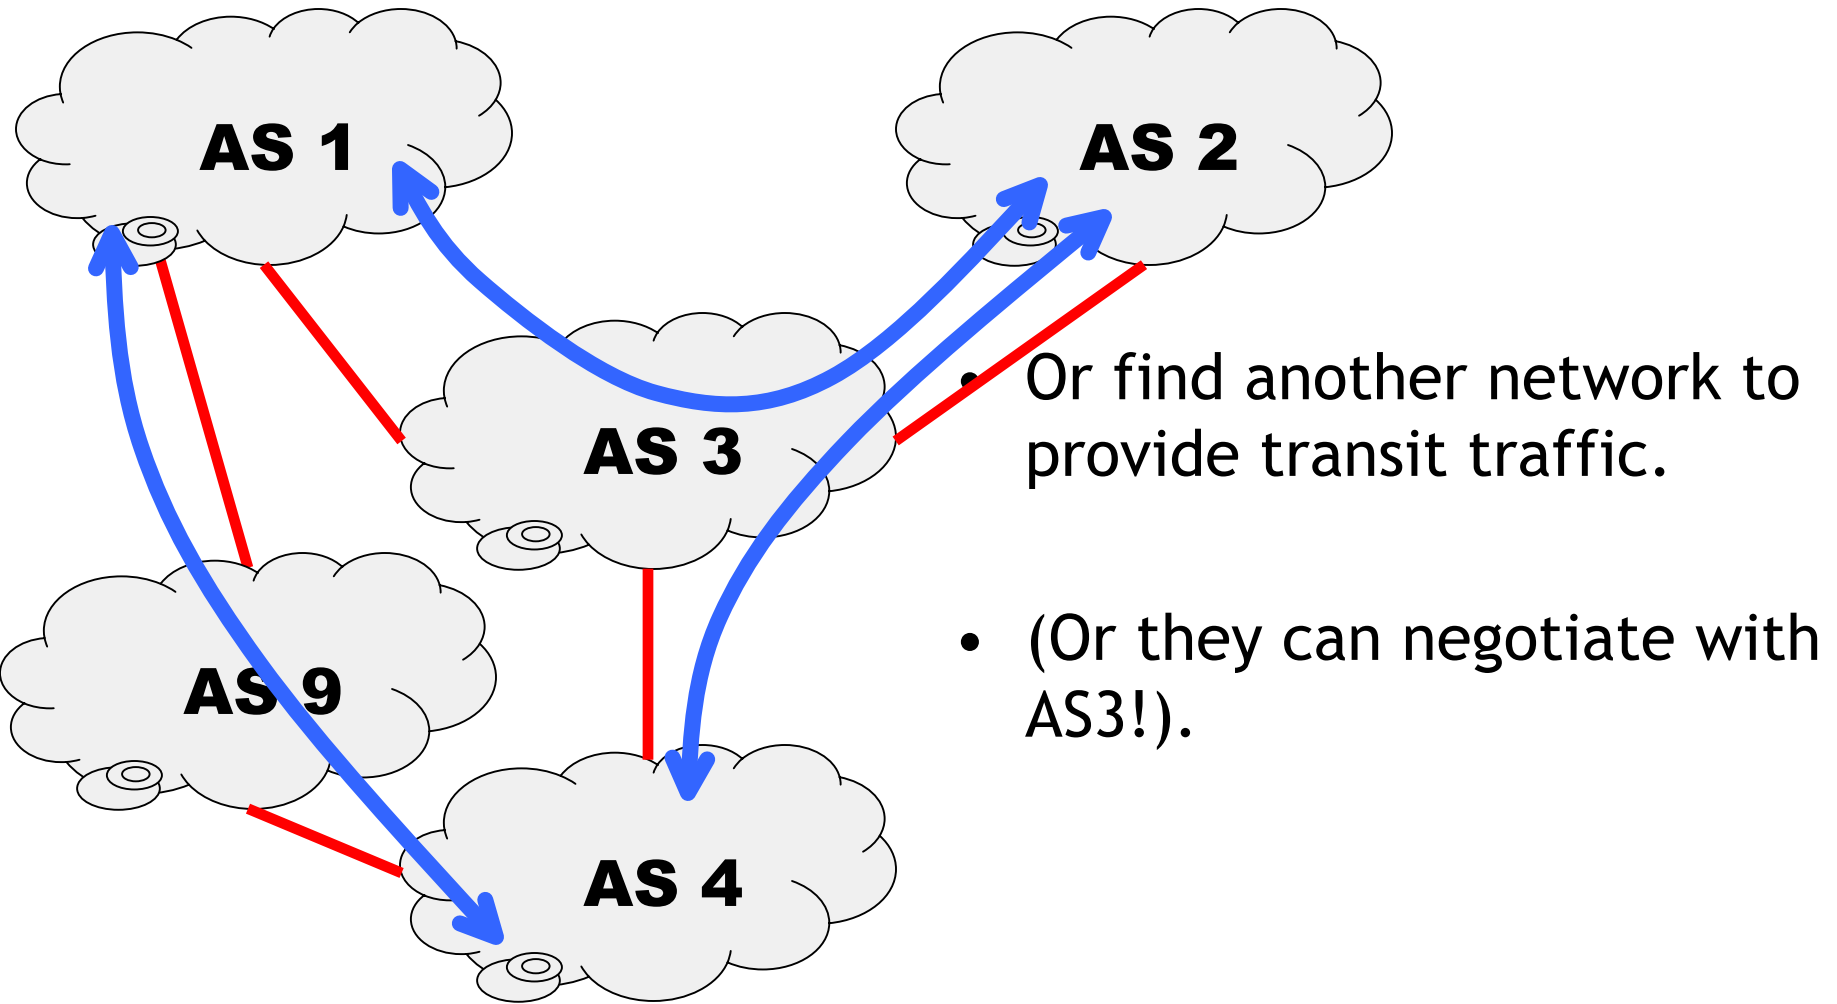 AS 1
AS 2
• Or find another network to
provide transit traffic.
AS 3
• (Or they can negotiate with
AS3!).
AS 9
AS 4